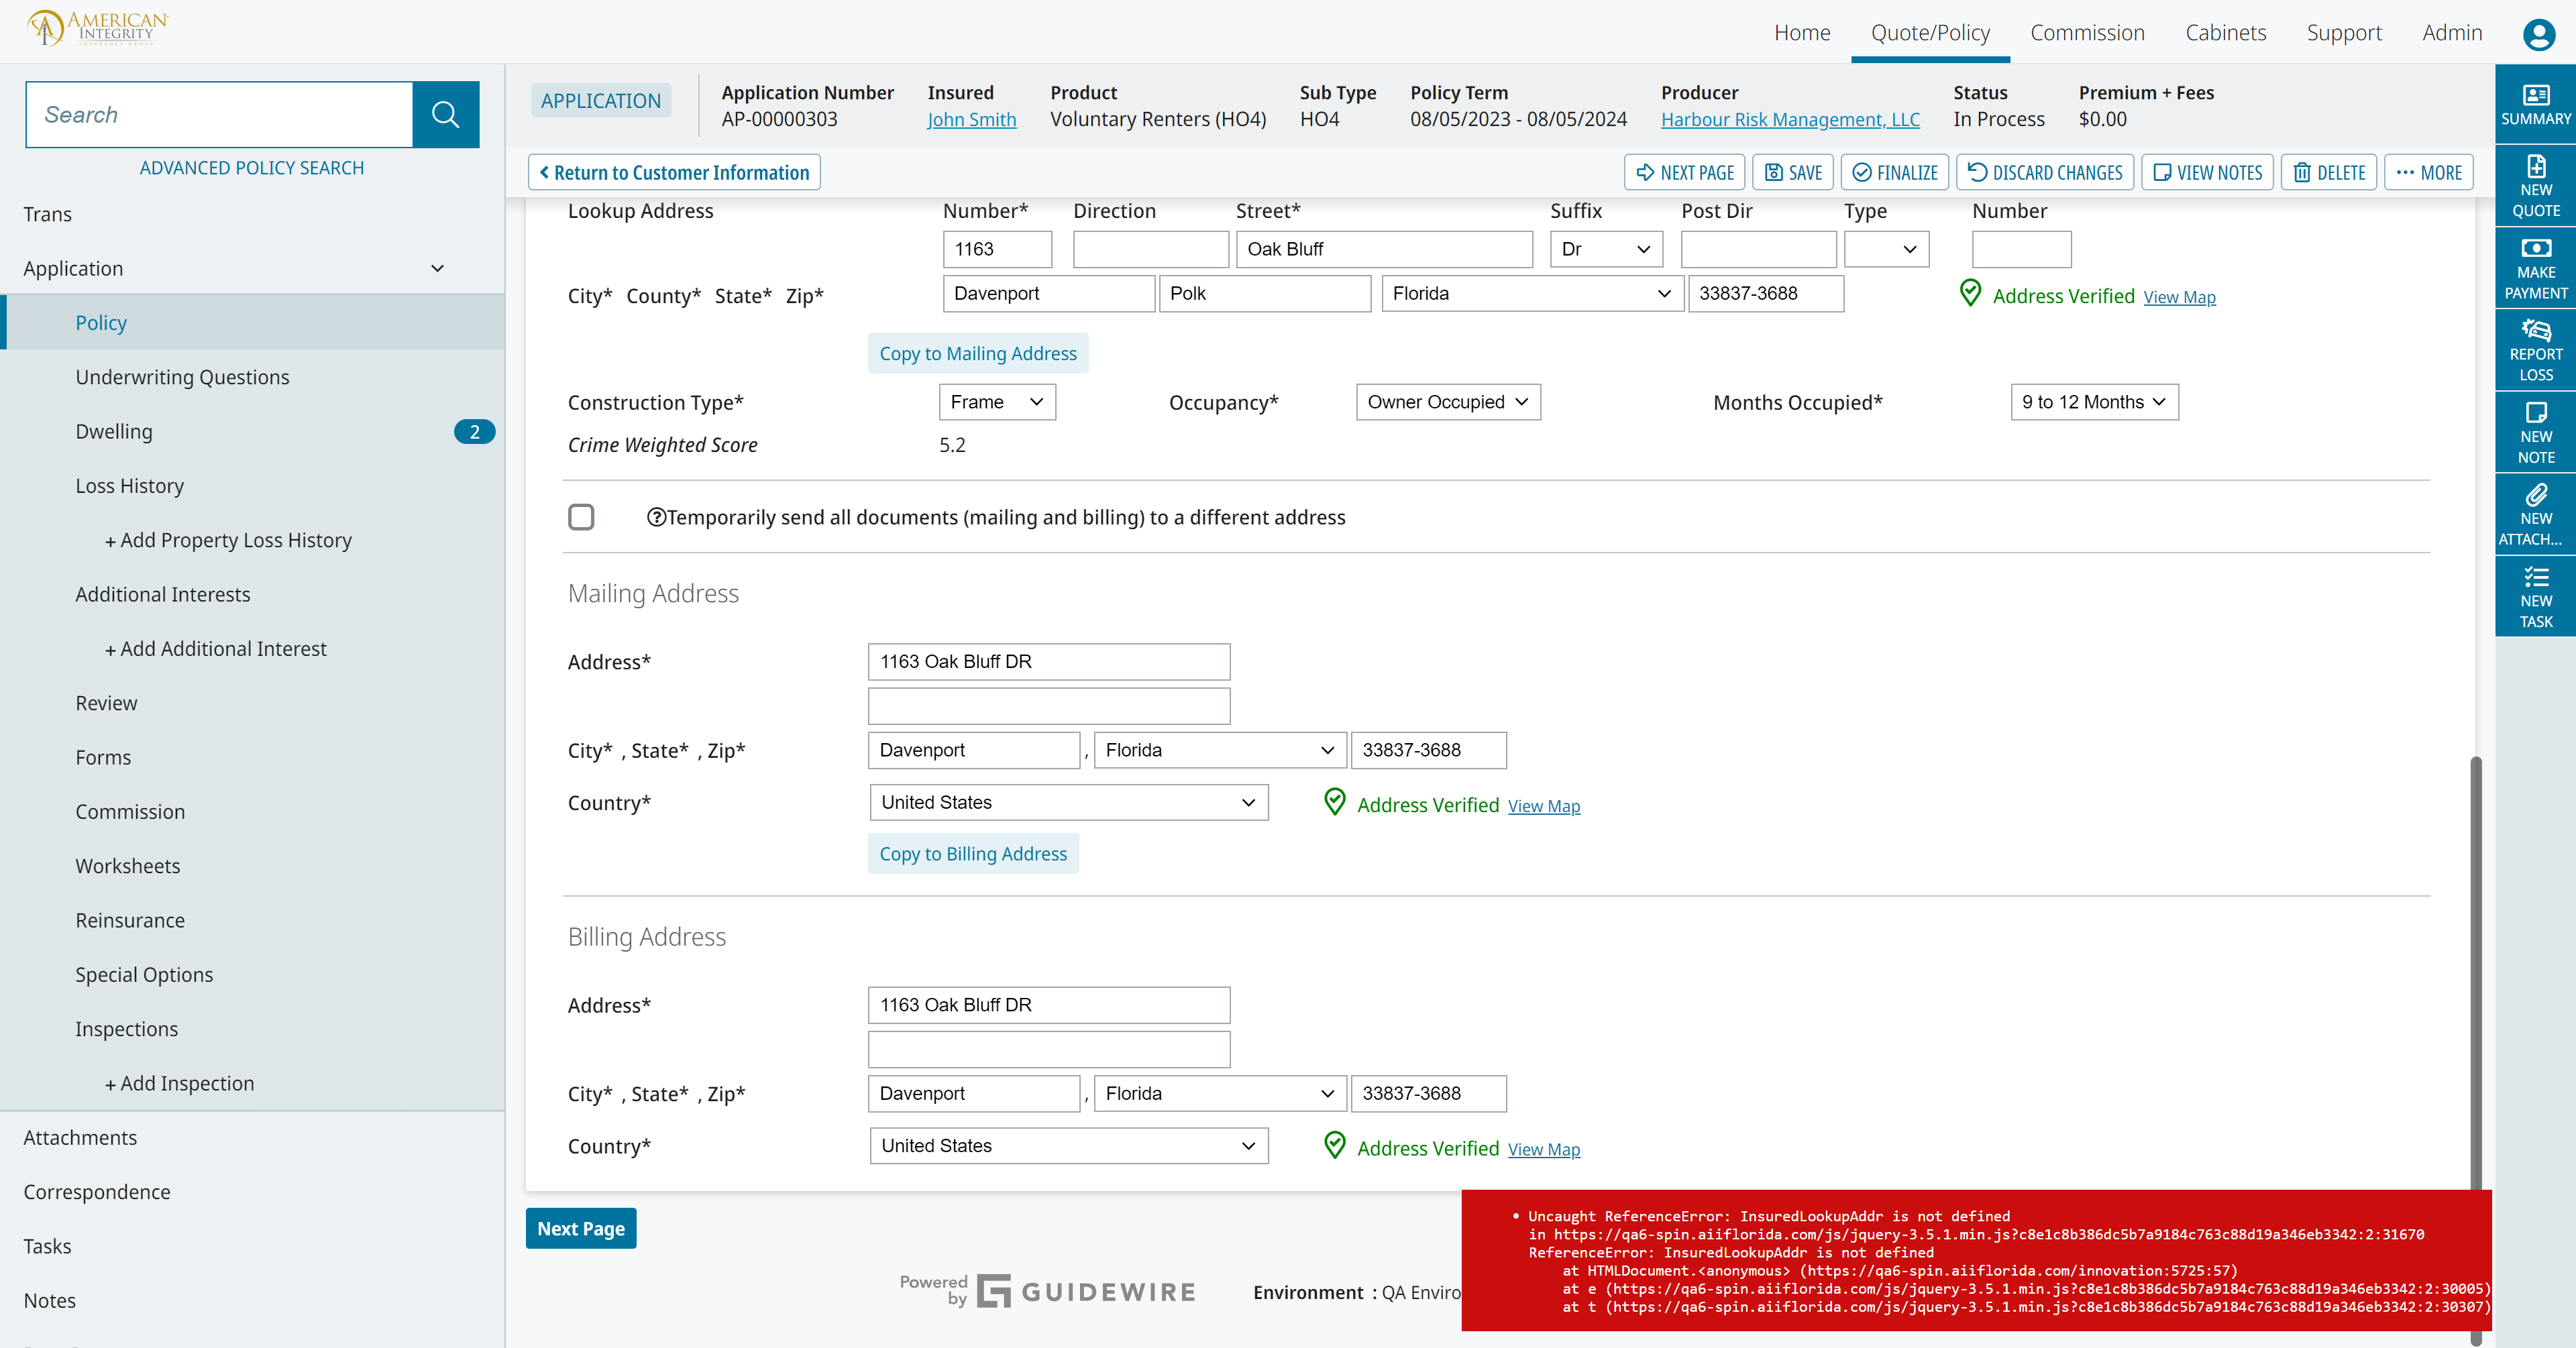 AMERICAN
INTEGRITY
INSURANCE GROUP
Home
Quote/Policy
Commission
Cabinets
Support
Admin
Search
ADVANCED POLICY SEARCH
Trans
Application
Policy
Underwriting Questions
Dwelling
2
Loss History
+ Add Property Loss History
Additional Interests
+ Add Additional Interest
Review
Forms
Commission
Worksheets
Reinsurance
Special Options
Inspections
+ Add Inspection
Attachments
Correspondence
Tasks
Notes
APPLICATION
Application Number
AP-00000303
Insured
John Smith
Product
Voluntary Renters (HO4)
Sub Type
HO4
Policy Term
08/05/2023 - 08/05/2024
Producer
Harbour Risk Management, LLC
Status
In Process
Premium + Fees
$0.00
Return to Customer Information
NEXT PAGE
SAVE
FINALIZE
DISCARD CHANGES
VIEW NOTES
DELETE
MORE
Lookup Address
Number* Direction Street* Suffix Post Dir Type Number
1163 Oak Bluff Dr
City* County* State* Zip*
Davenport Polk Florida 33837-3688
Address Verified View Map
Copy to Mailing Address
Construction Type* Frame Occupancy* Owner Occupied Months Occupied* 9 to 12 Months
Crime Weighted Score 5.2
Temporarily send all documents (mailing and billing) to a different address
Mailing Address
Address* 1163 Oak Bluff DR
City* , State* , Zip* Davenport , Florida 33837-3688
Country* United States Address Verified View Map
Copy to Billing Address
Billing Address
Address* 1163 Oak Bluff DR
City* , State* , Zip* Davenport , Florida 33837-3688
Country* United States Address Verified View Map
Next Page
Powered
by
GUIDEWIRE
Environment : QA Enviro
• Uncaught ReferenceError: InsuredLookupAddr is not defined
in https://qa6-spin.aiiflorida.com/js/jquery-3.5.1.min.js?c8e1c8b386dc5b7a9184c763c88d19a346eb3342:2:31670
ReferenceError: InsuredLookupAddr is not defined
at HTMLDocument.<anonymous> (https://qa6-spin.aiiflorida.com/innovation:5725:57)
at e (https://qa6-spin.aiiflorida.com/js/jquery-3.5.1.min.js?c8e1c8b386dc5b7a9184c763c88d19a346eb3342:2:30005)
at t (https://qa6-spin.aiiflorida.com/js/jquery-3.5.1.min.js?c8e1c8b386dc5b7a9184c763c88d19a346eb3342:2:30307)
SUMMARY
NEW
QUOTE
MAKE
PAYMENT
REPORT
LOSS
NEW
NOTE
NEW
ATTACH...
NEW
TASK